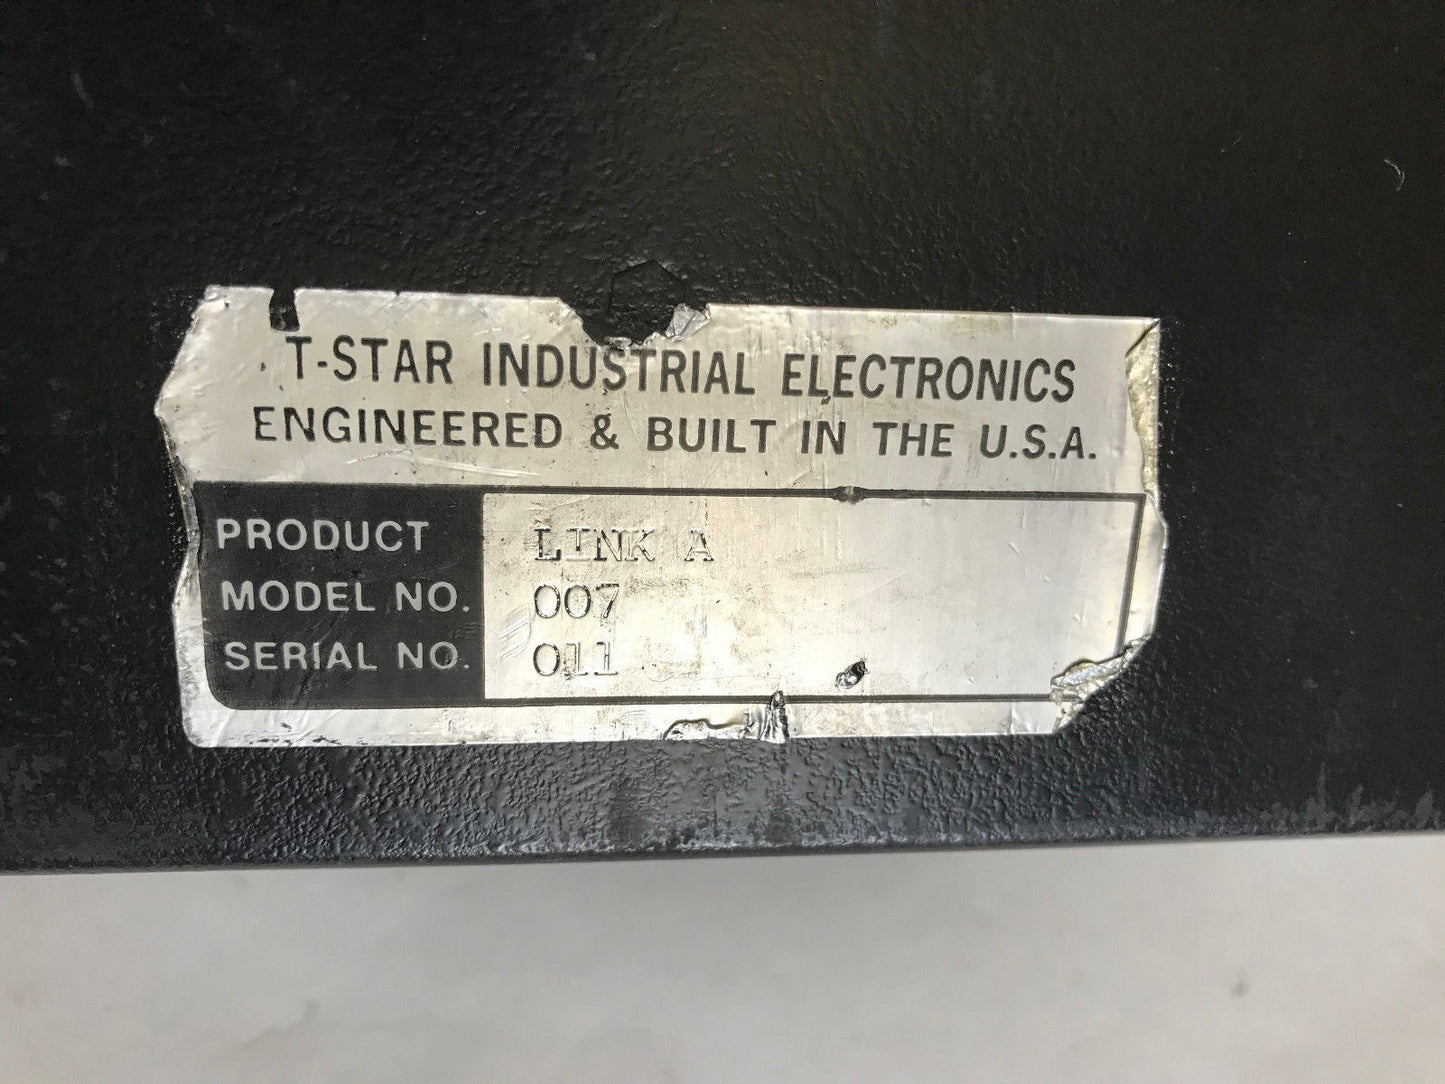 T-STAR INDUSTRIAL ELECTRONICS
ENGINEERED & BUILT IN THE U.S.A.
PRODUCT LINK A
MODEL NO. 007
SERIAL NO. 011